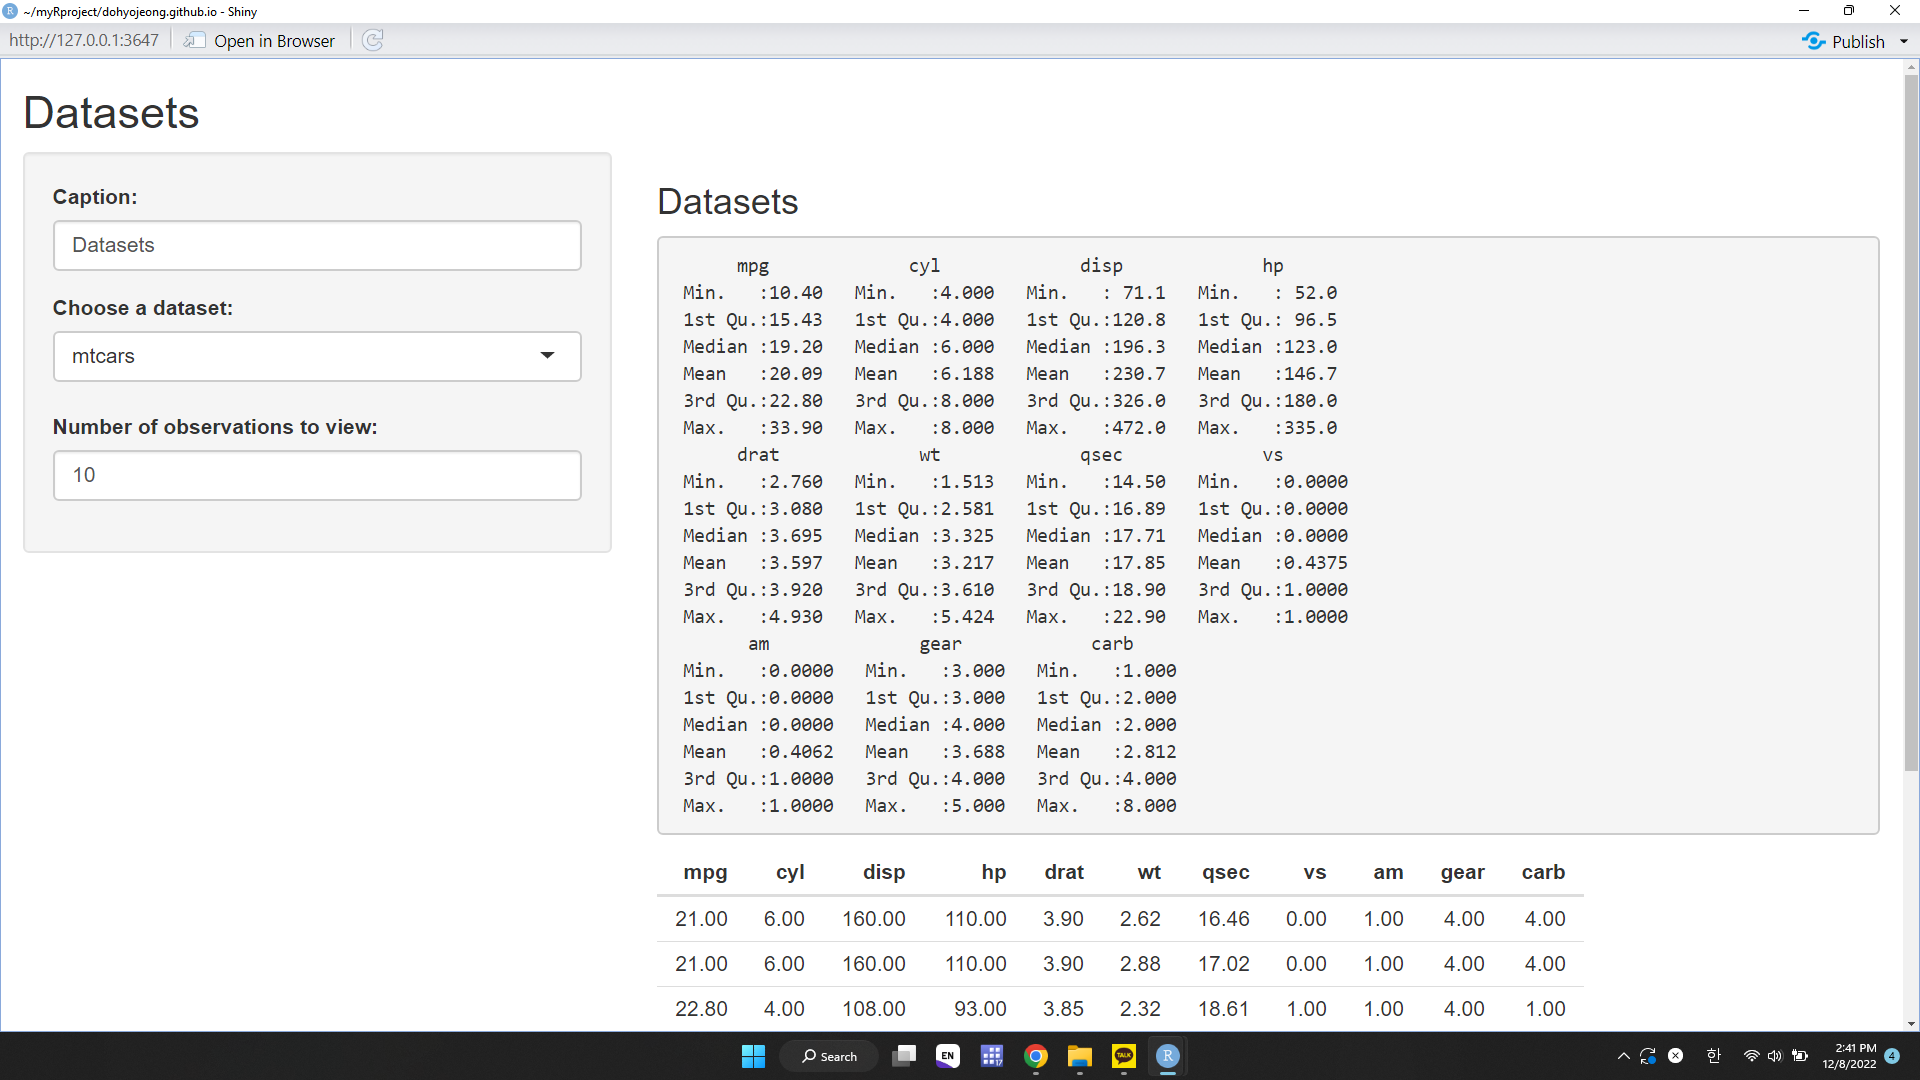 ~/myRproject/dohyojeong.github.io - Shiny
http://127.0.0.1:3647 Open in Browser Publish
Datasets
Caption:
Datasets
Choose a dataset:
mtcars
Number of observations to view:
10
Datasets
mpg cyl disp hp
Min. :10.40 Min. :4.000 Min. : 71.1 Min. : 52.0
1st Qu.:15.43 1st Qu.:4.000 1st Qu.:120.8 1st Qu.: 96.5
Median :19.20 Median :6.000 Median :196.3 Median :123.0
Mean :20.09 Mean :6.188 Mean :230.7 Mean :146.7
3rd Qu.:22.80 3rd Qu.:8.000 3rd Qu.:326.0 3rd Qu.:180.0
Max. :33.90 Max. :8.000 Max. :472.0 Max. :335.0
drat wt qsec vs
Min. :2.760 Min. :1.513 Min. :14.50 Min. :0.0000
1st Qu.:3.080 1st Qu.:2.581 1st Qu.:16.89 1st Qu.:0.0000
Median :3.695 Median :3.325 Median :17.71 Median :0.0000
Mean :3.597 Mean :3.217 Mean :17.85 Mean :0.4375
3rd Qu.:3.920 3rd Qu.:3.610 3rd Qu.:18.90 3rd Qu.:1.0000
Max. :4.930 Max. :5.424 Max. :22.90 Max. :1.0000
am gear carb
Min. :0.0000 Min. :3.000 Min. :1.000
1st Qu.:0.0000 1st Qu.:3.000 1st Qu.:2.000
Median :0.0000 Median :4.000 Median :2.000
Mean :0.4062 Mean :3.688 Mean :2.812
3rd Qu.:1.0000 3rd Qu.:4.000 3rd Qu.:4.000
Max. :1.0000 Max. :5.000 Max. :8.000
mpg cyl disp hp drat wt qsec vs am gear carb
21.00 6.00 160.00 110.00 3.90 2.62 16.46 0.00 1.00 4.00 4.00
21.00 6.00 160.00 110.00 3.90 2.88 17.02 0.00 1.00 4.00 4.00
22.80 4.00 108.00 93.00 3.85 2.32 18.61 1.00 1.00 4.00 1.00
Search EN 17 TALK R 한 2:41 PM 4
12/8/2022